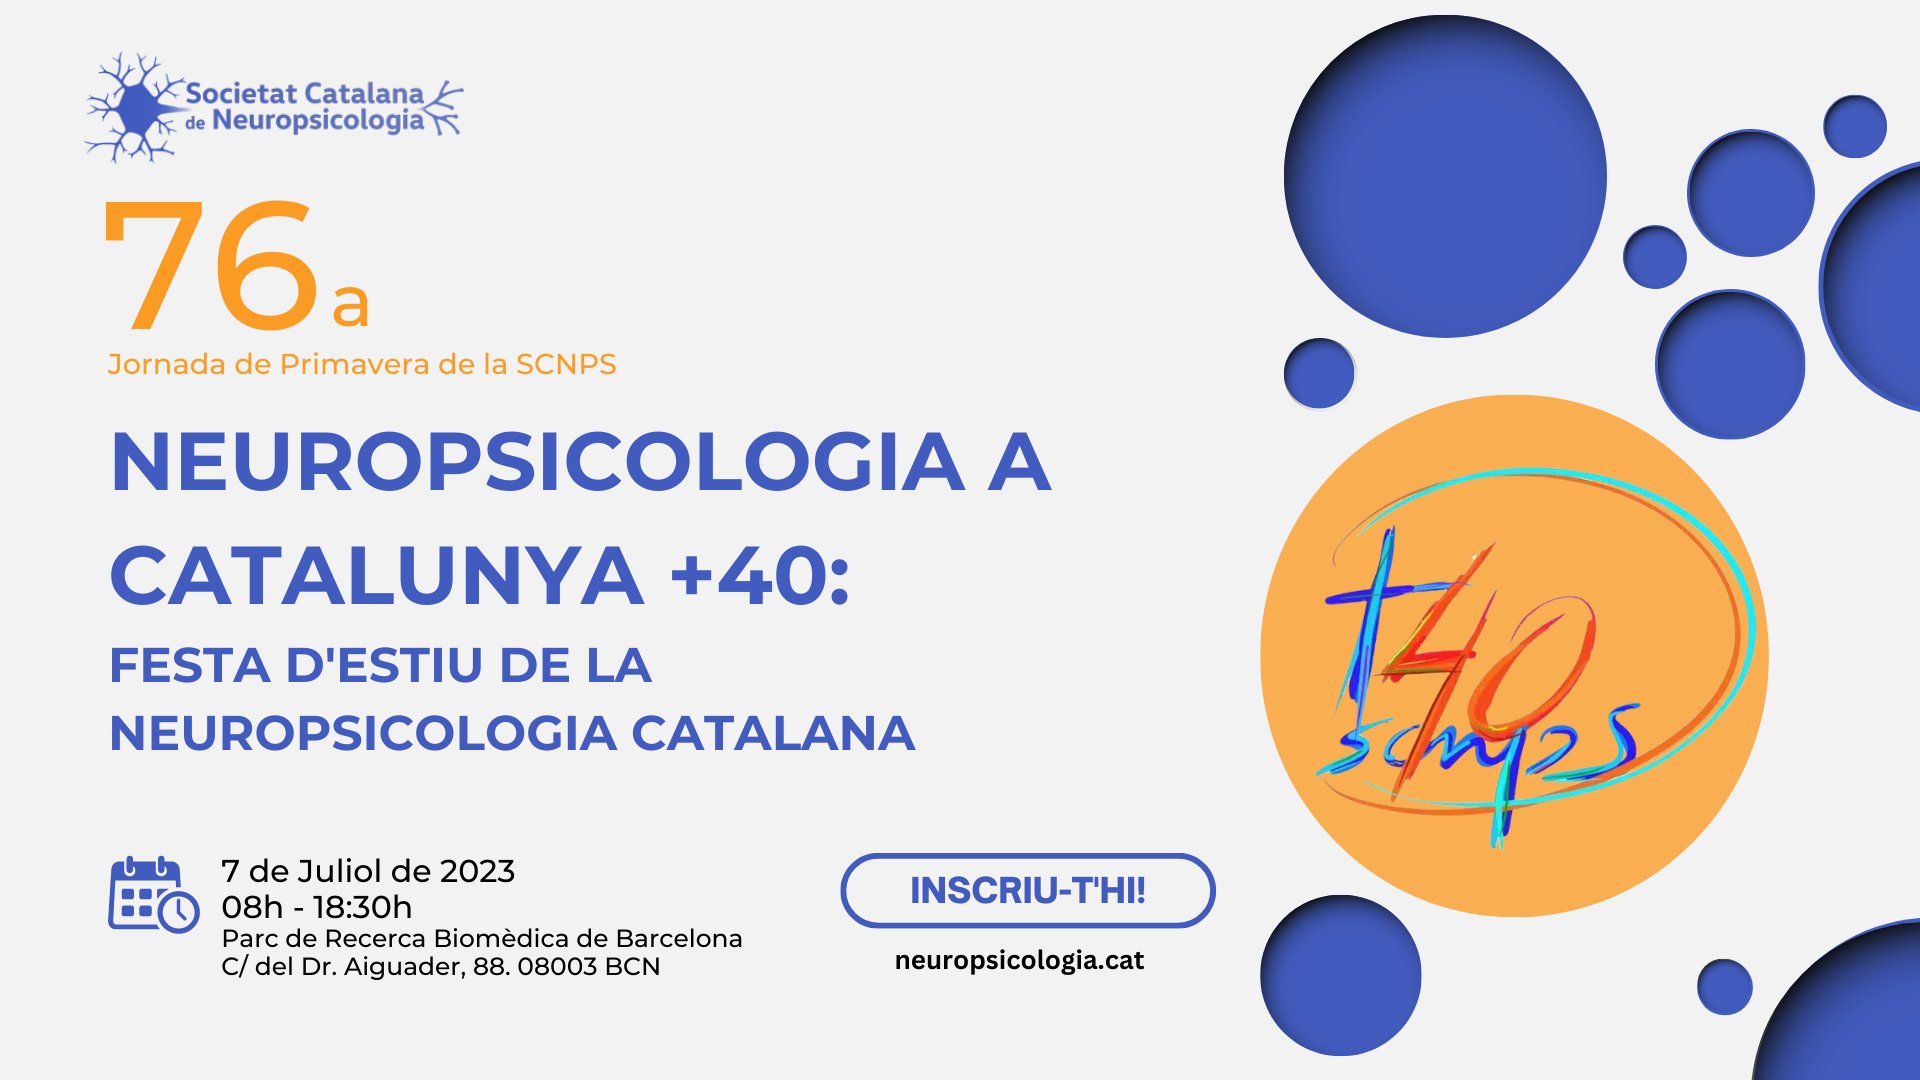 Societat Catalana
de Neuropsicologia
76a
Jornada de Primavera de la SCNPS
NEUROPSICOLOGIA A
CATALUNYA +40:
FESTA D'ESTIU DE LA
NEUROPSICOLOGIA CATALANA
+40
scnps
7 de Juliol de 2023
08h - 18:30h
Parc de Recerca Biomèdica de Barcelona
C/ del Dr. Aiguader, 88. 08003 BCN
INSCRIU-T'HI!
neuropsicologia.cat